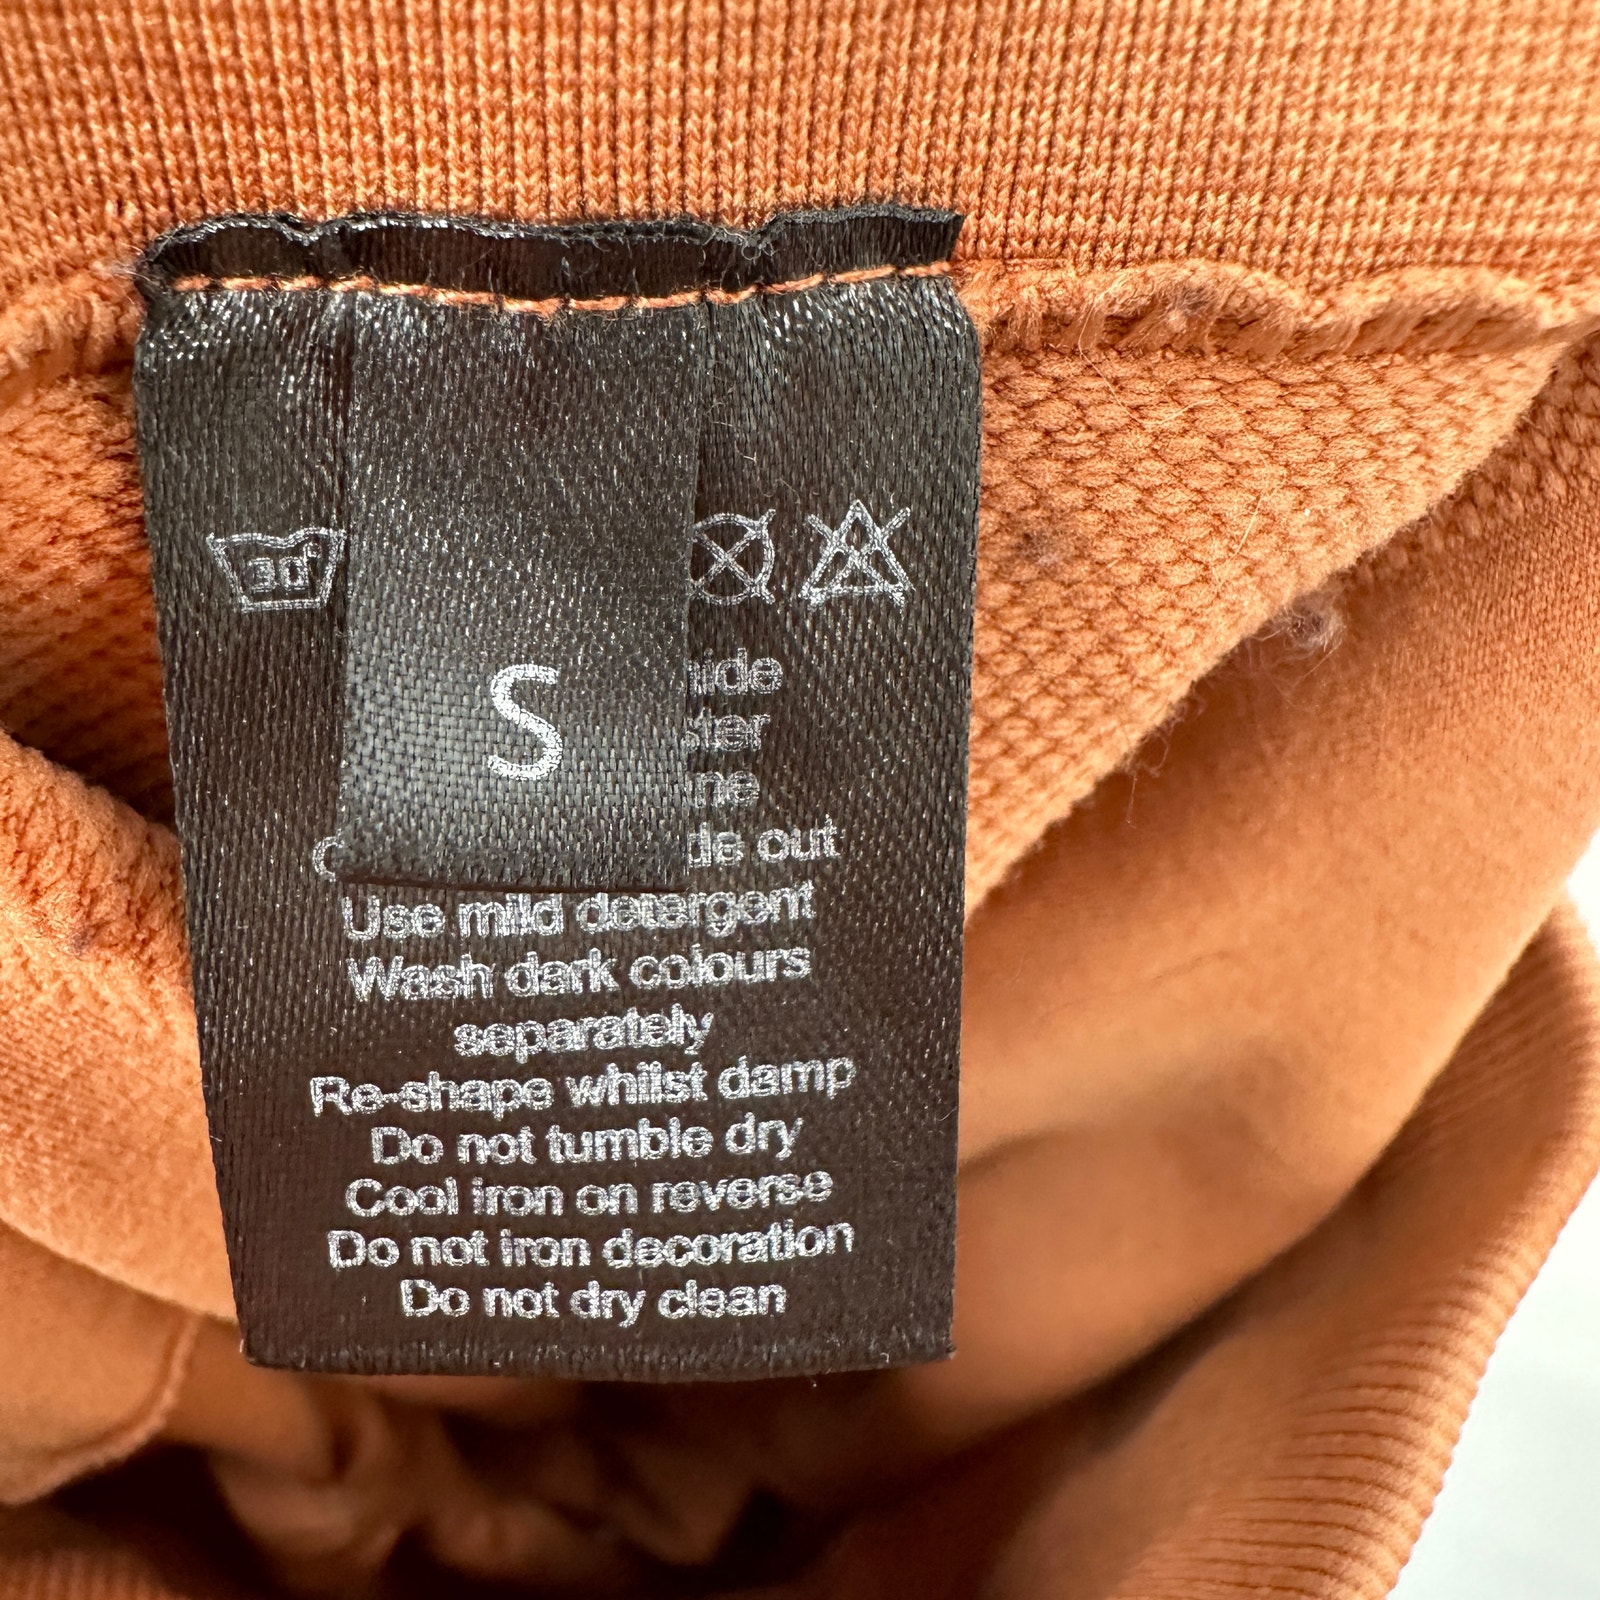 30°
S
out
Use mild detergent
Wash dark colours
separately
Re-shape whilst damp
Do not tumble dry
Cool iron on reverse
Do not iron decoration
Do not dry clean